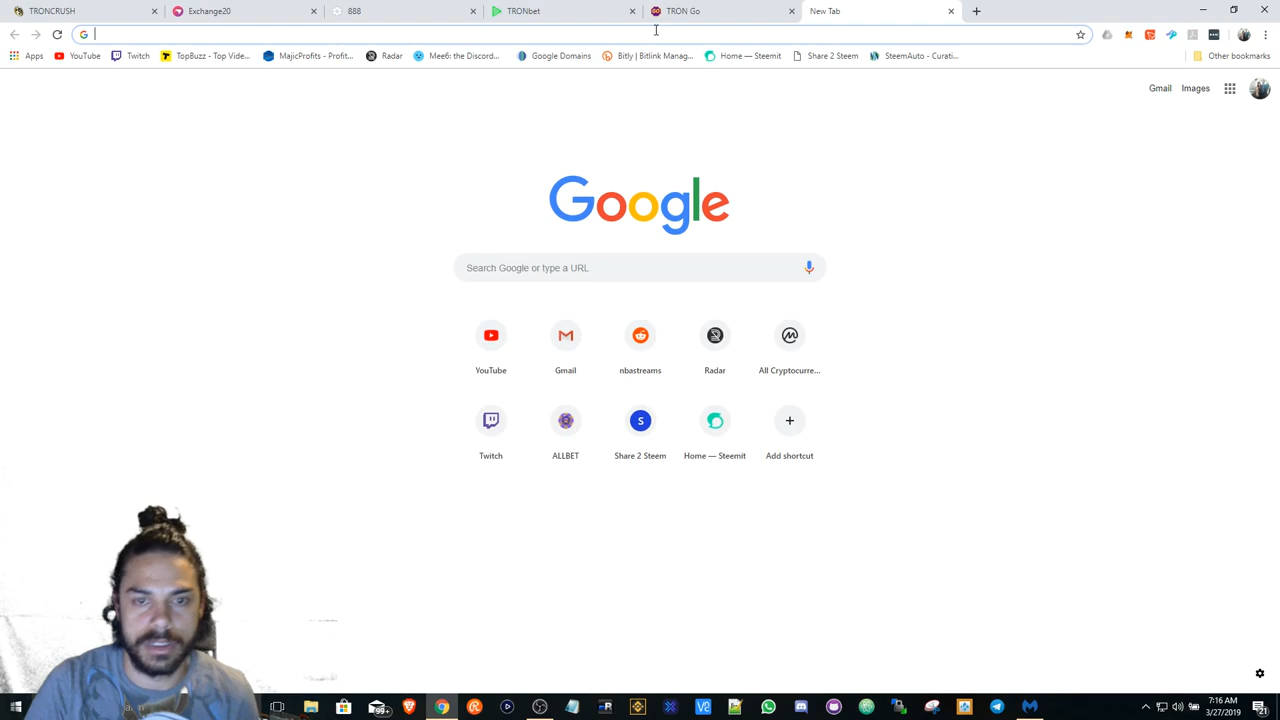 TRONCRUSH
Exchange20
888
TRONbet
TRON Go
New Tab
Apps
YouTube
Twitch
TopBuzz - Top Vide...
MajicProfits - Profit...
Radar
Mee6: the Discord...
Google Domains
Bitly | Bitlink Manag...
Home — Steemit
Share 2 Steem
SteemAuto - Curati...
Other bookmarks
Gmail
Images
Google
Search Google or type a URL
YouTube
Gmail
nbastreams
Radar
All Cryptocurre...
Twitch
ALLBET
S
Share 2 Steem
Home — Steemit
Add shortcut
99+
7:16 AM
3/27/2019
21